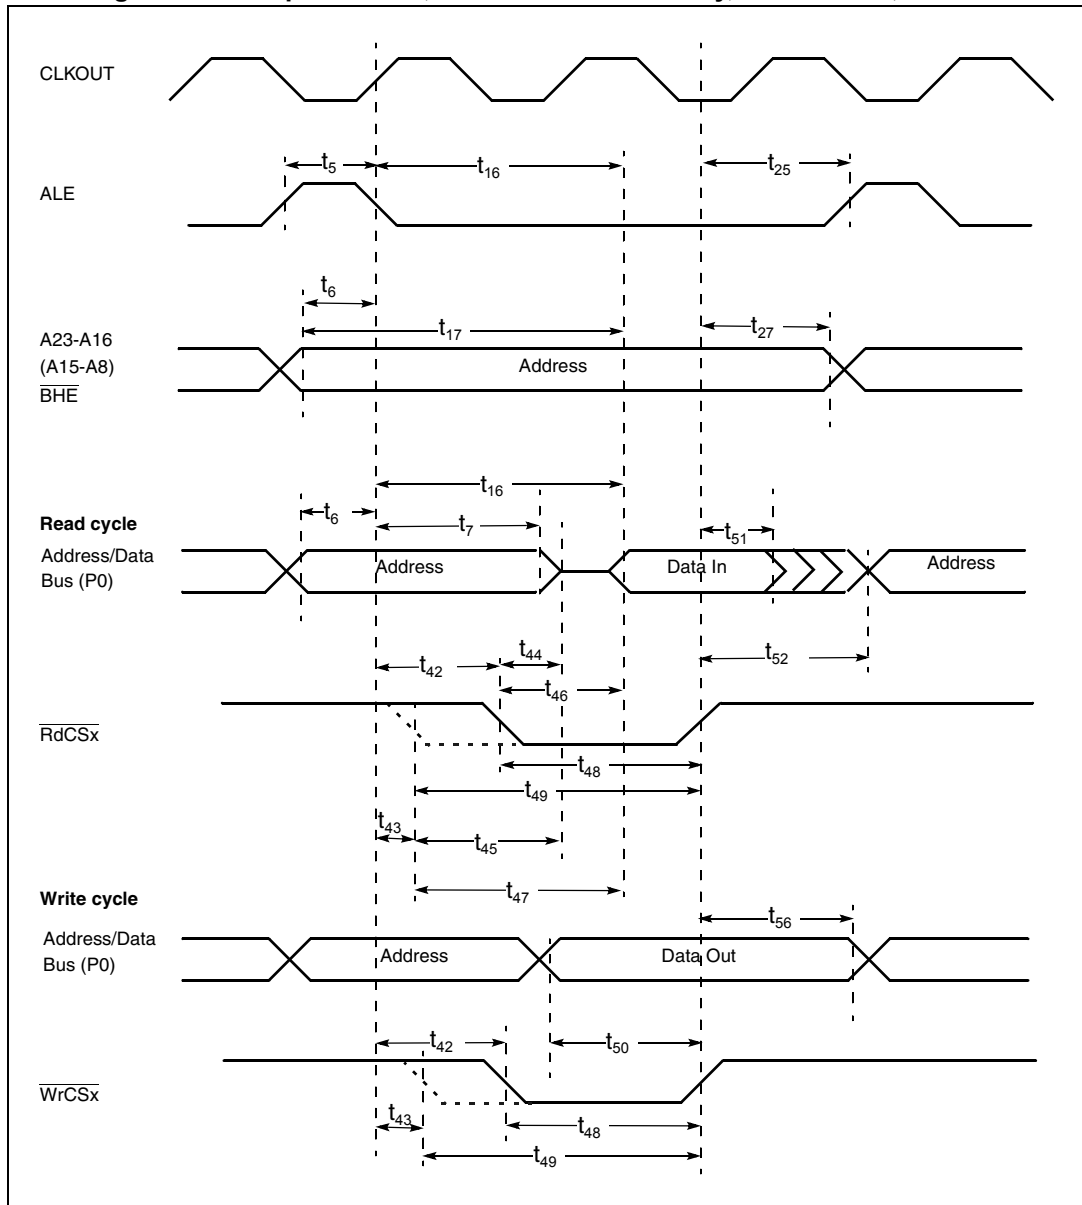 CLKOUT
t5
t16
t25
ALE
t6
A23-A16
t17
t27
(A15-A8)
Address
BHE
t16
t6
t7
t51
Read cycle
Address/Data
Bus (P0)
Address
Data In
Address
t44
t42
t52
t46
RdCSx
t48
t49
t43
t45
t47
Write cycle
t56
Address/Data
Bus (P0)
Address
Data Out
t42
t50
WrCSx
t43
t48
t49